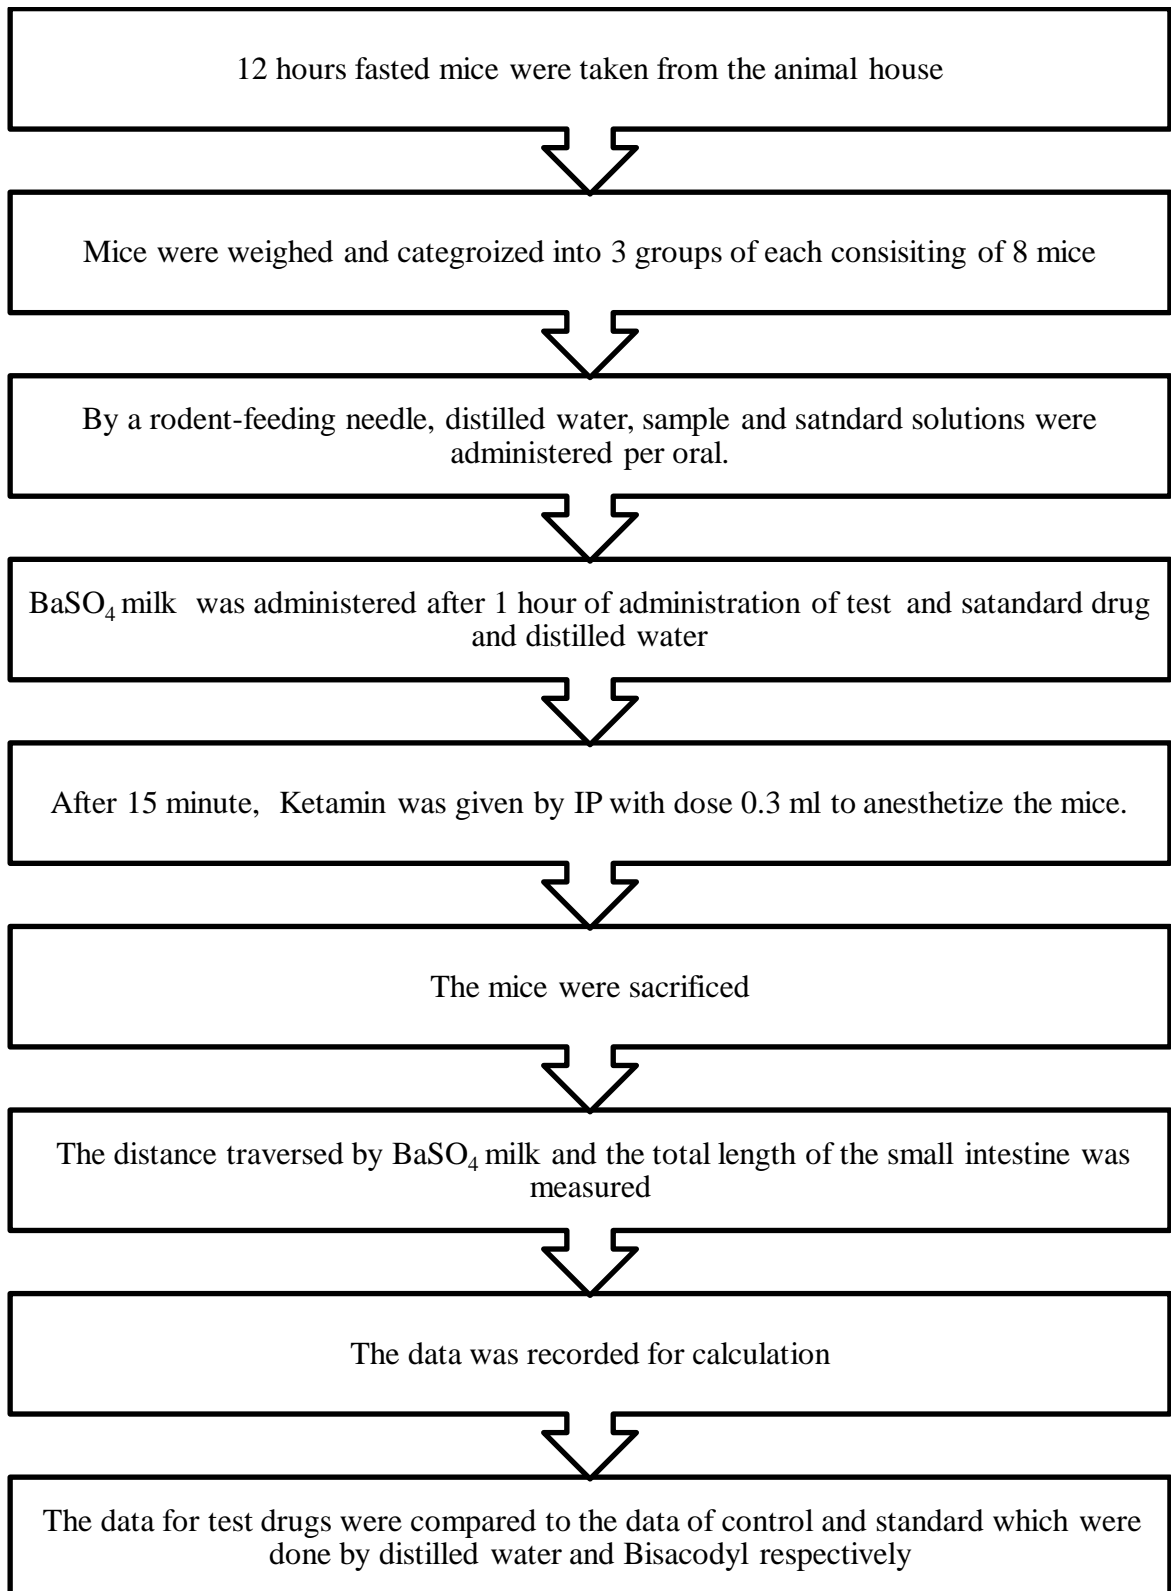 12 hours fasted mice were taken from the animal house
Mice were weighed and categroized into 3 groups of each consisiting of 8 mice
By a rodent-feeding needle, distilled water, sample and satndard solutions were
administered per oral.
BaSO₄ milk was administered after 1 hour of administration of test and satandard drug
and distilled water
After 15 minute, Ketamin was given by IP with dose 0.3 ml to anesthetize the mice.
The mice were sacrificed
The distance traversed by BaSO₄ milk and the total length of the small intestine was
measured
The data was recorded for calculation
The data for test drugs were compared to the data of control and standard which were
done by distilled water and Bisacodyl respectively